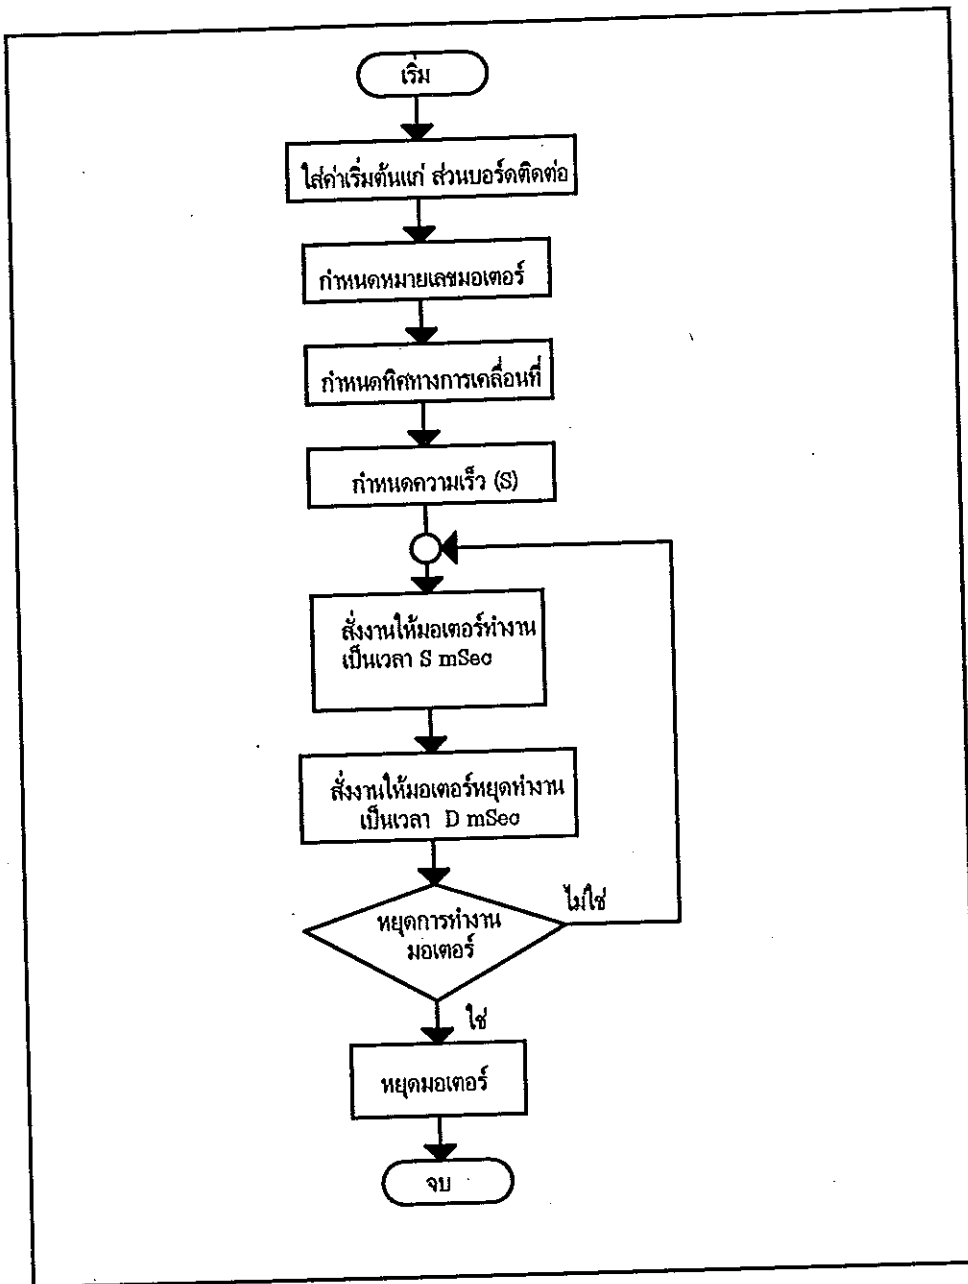 เริ่ม
ใส่ค่าเริ่มต้นแก่ ส่วนบอร์ดติดต่อ
กำหนดหมายเลขมอเตอร์
กำหนดทิศทางการเคลื่อนที่
กำหนดความเร็ว (S)
สั่งงานให้มอเตอร์ทำงาน
เป็นเวลา S mSec
สั่งงานให้มอเตอร์หยุดทำงาน
เป็นเวลา D mSec
หยุดการทำงาน
มอเตอร์
ไม่ใช่
ใช่
หยุดมอเตอร์
จบ